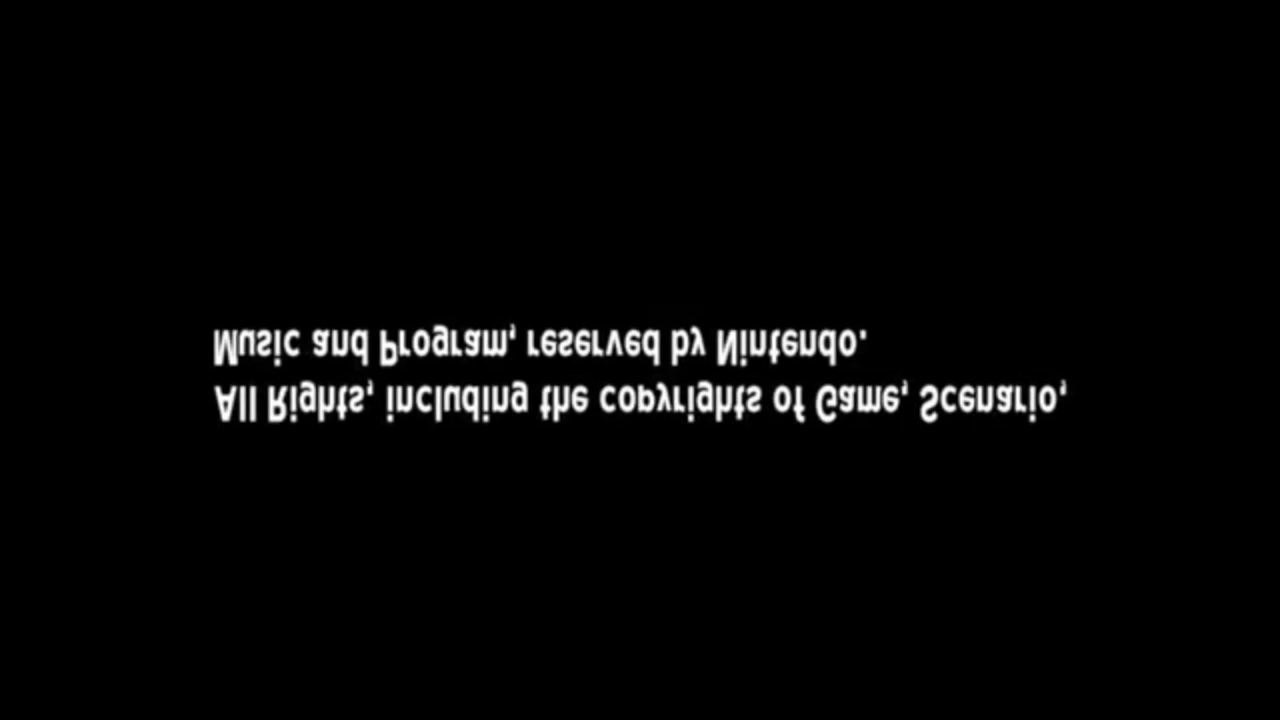 All Rights, including the copyrights of Game, Scenario,
Music and Program, reserved by Nintendo.